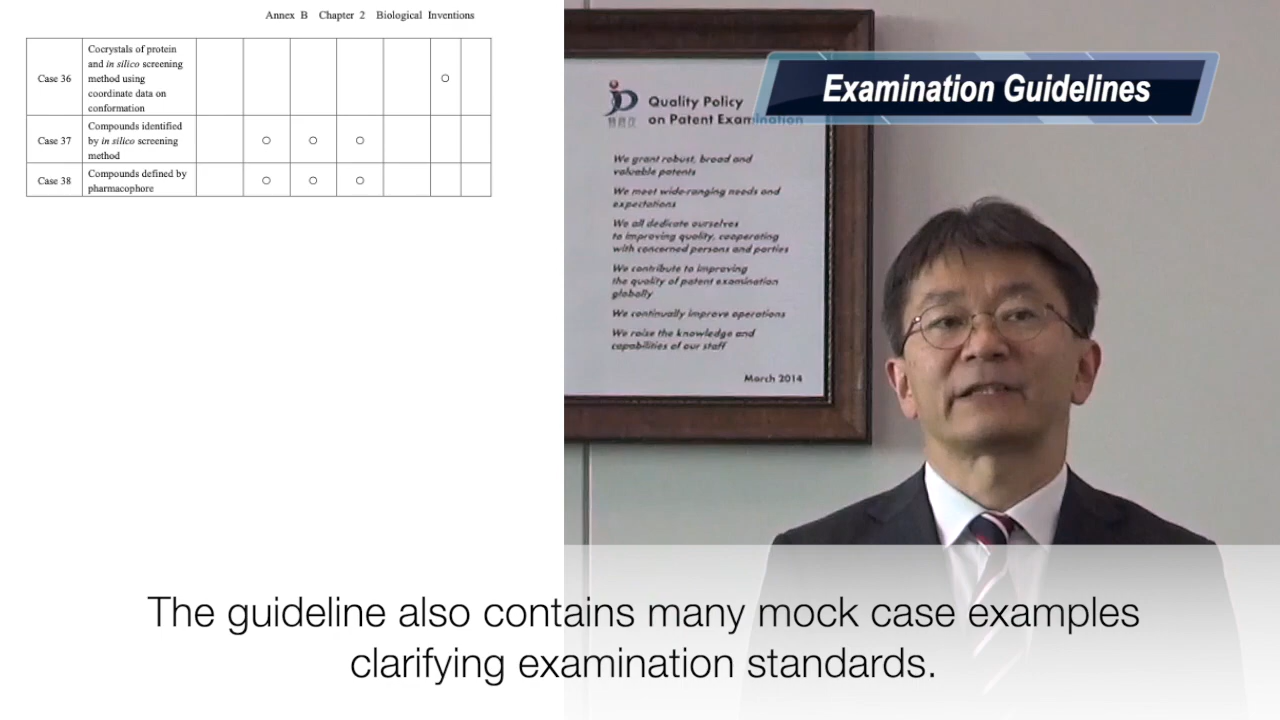 Annex B Chapter 2 Biological Inventions
Case 36
Cocrystals of protein
and in silico screening
method using
coordinate data on
conformation
○
Case 37
Compounds identified
by in silico screening
method
○ ○ ○
Case 38
Compounds defined by
pharmacophore
○ ○ ○
Examination Guidelines
Quality Policy
on Patent Examination
We grant robust, broad and
valuable patents
We meet wide-ranging needs and
expectations
We all dedicate ourselves
to improving quality, cooperating
with concerned persons and parties
We contribute to improving
the quality of patent examination
globally
We continually improve operations
We raise the knowledge and
capabilities of our staff
March 2014
The guideline also contains many mock case examples
clarifying examination standards.